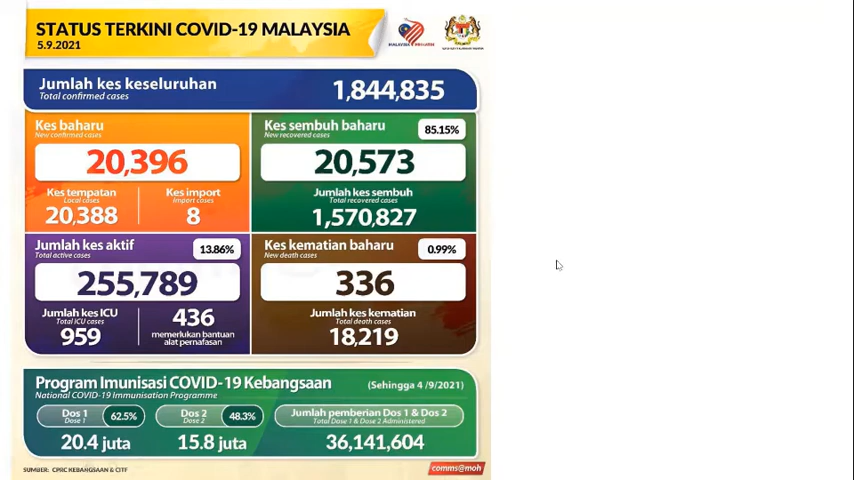 STATUS TERKINI COVID-19 MALAYSIA
5.9.2021
MALAYSIA PRIHATIN
Jumlah kes keseluruhan
Total confirmed cases
1,844,835
Kes baharu
New confirmed cases
20,396
Kes tempatan
Local cases
20,388
Kes import
Import cases
8
Kes sembuh baharu
New recovered cases
85.15%
20,573
Jumlah kes sembuh
Total recovered cases
1,570,827
Jumlah kes aktif
Total active cases
13.86%
255,789
Jumlah kes ICU
Total ICU cases
959
436
memerlukan bantuan
alat pernafasan
Kes kematian baharu
New death cases
0.99%
336
Jumlah kes kematian
Total death cases
18,219
Program Imunisasi COVID-19 Kebangsaan
National COVID-19 Immunisation Programme
(Sehingga 4 /9/2021)
Dos 1
Dose 1
62.5%
20.4 juta
Dos 2
Dose 2
48.3%
15.8 juta
Jumlah pemberian Dos 1 & Dos 2
Total Dose 1 & Dose 2 Administered
36,141,604
SUMBER: CPRC KEBANGSAAN & CITF
comms@moh